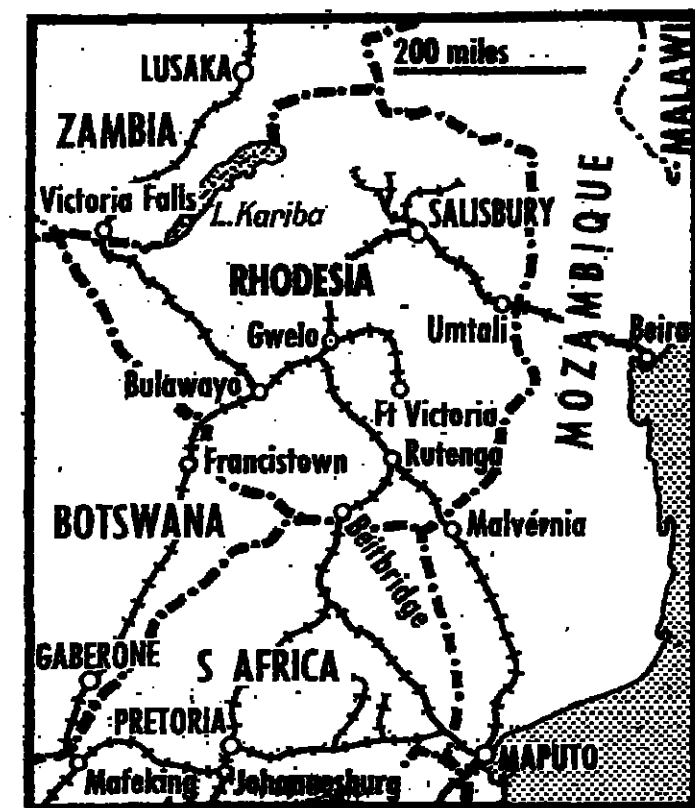 LUSAKA
200 miles
MALAWI
ZAMBIA
Victoria Falls
L. Kariba
SALISBURY
MOZAMBIQUE
RHODESIA
Gwelo
Umtali
Beira
Bulawayo
Ft Victoria
Francistown
Rutenga
BOTSWANA
Malvérnia
Beitbridge
GABERONE
S AFRICA
PRETORIA
MAPUTO
Mafeking
Johannesburg